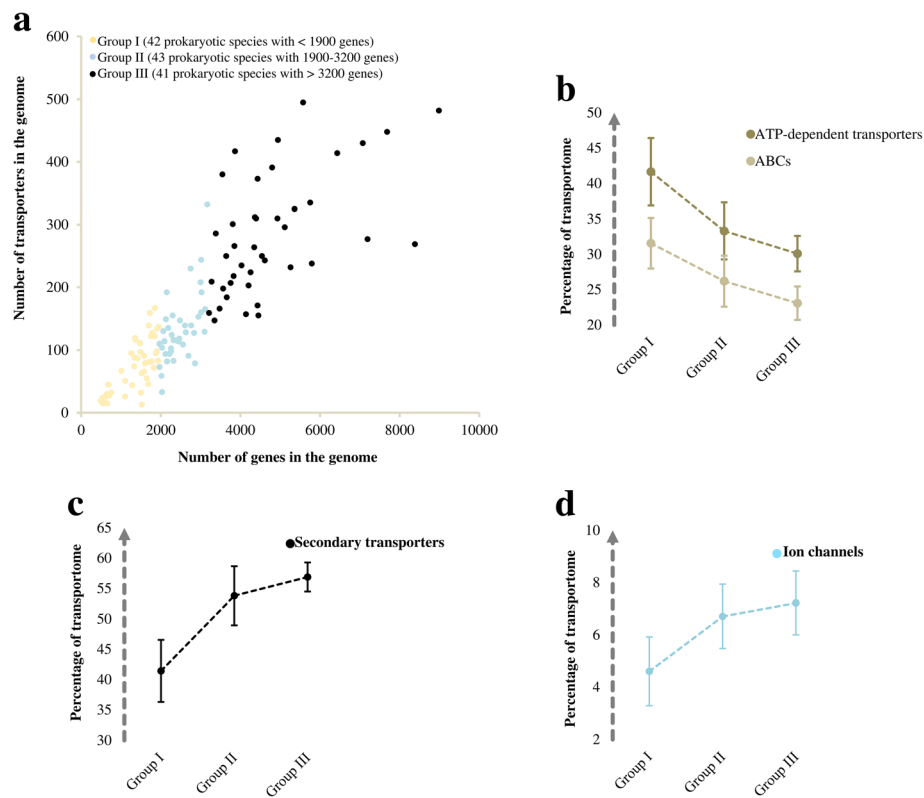 a
600
500
400
300
200
100
0
Number of transporters in the genome
Group I (42 prokaryotic species with < 1900 genes)
Group II (43 prokaryotic species with 1900-3200 genes)
Group III (41 prokaryotic species with > 3200 genes)
0 2000 4000 6000 8000 10000
Number of genes in the genome
b
50
45
40
35
30
25
20
Percentage of transportome
ATP-dependent transporters
ABCs
Group I
Group II
Group III
c
65
60
55
50
45
40
35
30
Percentage of transportome
Secondary transporters
Group I
Group II
Group III
d
10
8
6
4
2
Percentage of transportome
Ion channels
Group I
Group II
Group III